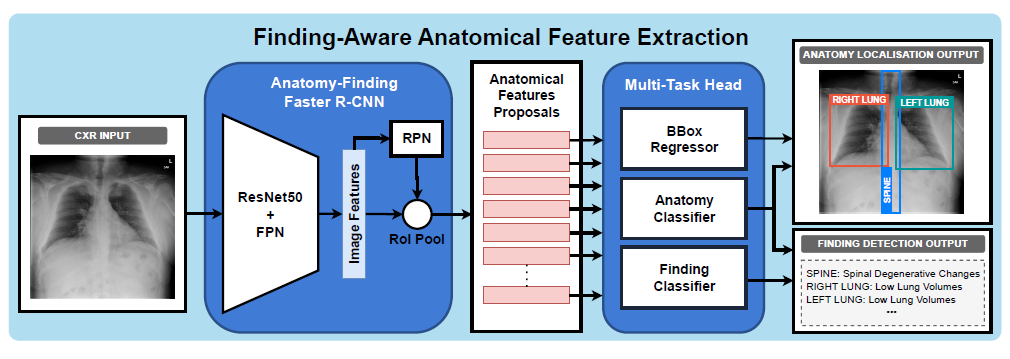 Finding-Aware Anatomical Feature Extraction
CXR INPUT
L
Anatomy-Finding
Faster R-CNN
ResNet50
+
FPN
Image Features
RPN
RoI Pool
Anatomical
Features
Proposals
Multi-Task Head
BBox
Regressor
Anatomy
Classifier
Finding
Classifier
ANATOMY LOCALISATION OUTPUT
L
RIGHT LUNG
LEFT LUNG
SPINE
FINDING DETECTION OUTPUT
SPINE: Spinal Degenerative Changes
RIGHT LUNG: Low Lung Volumes
LEFT LUNG: Low Lung Volumes
...